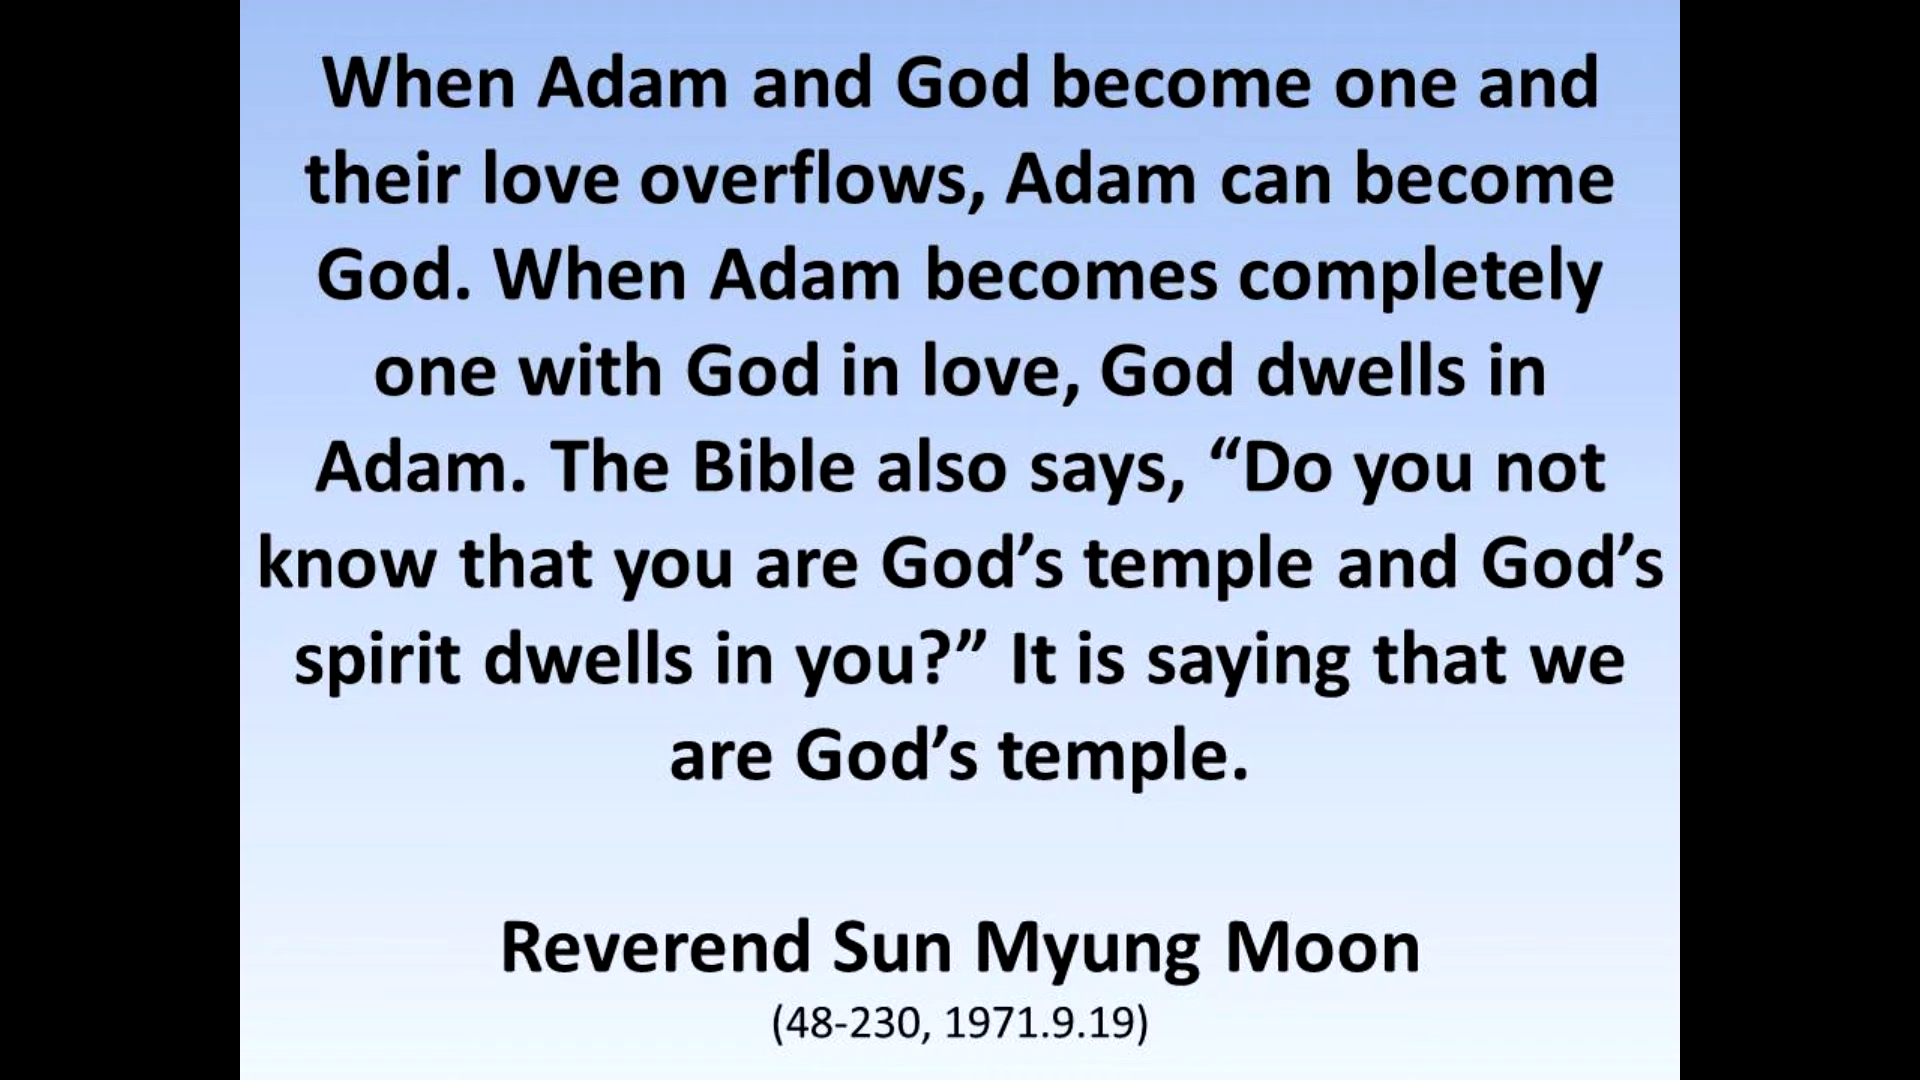 When Adam and God become one and
their love overflows, Adam can become
God. When Adam becomes completely
one with God in love, God dwells in
Adam. The Bible also says, “Do you not
know that you are God’s temple and God’s
spirit dwells in you?” It is saying that we
are God’s temple.
Reverend Sun Myung Moon
(48-230, 1971.9.19)